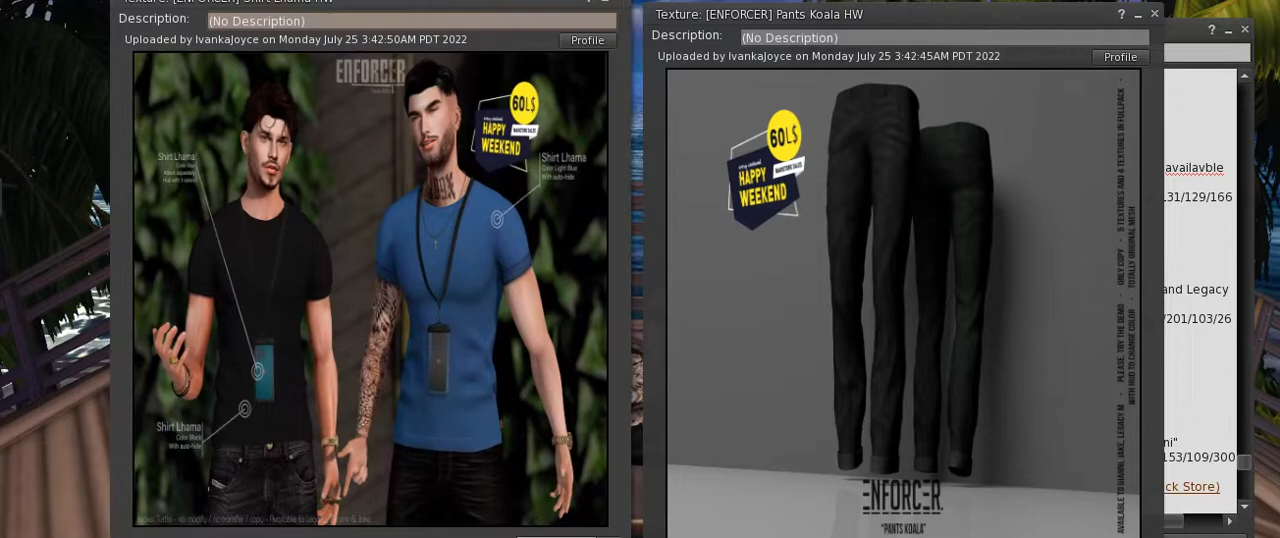 Texture: [ENFORCER] Shirt Lhama HW
Description:
(No Description)
Uploaded by IvankaJoyce on Monday July 25 3:42:50AM PDT 2022
Profile
ENFORCER
60L$
HAPPY
WEEKEND
MARKETING SALES
Shirt Lhama
Shirt Lhama
Color Light Blue
With auto-hide
Shirt Lhama
Color Black
With auto-hide
Texture: [ENFORCER] Pants Koala HW
Description:
(No Description)
Uploaded by IvankaJoyce on Monday July 25 3:42:45AM PDT 2022
Profile
60L$
HAPPY
WEEKEND
MARKETING SALES
AVAILABLE TO GIANNI, JAKE, LEGACY M - PLEASE, TRY THE DEMO - ONLY COPY - 5 TEXTURES AND 4 TEXTURES IN FULLPACK -
WITH HUD TO CHANGE COLOR - TOTALLY ORIGINAL MESH
ENFORCER.
"PANTS KOALA"
availavble
131/129/166
and Legacy
/201/103/26
ni"
153/109/300
ck Store)